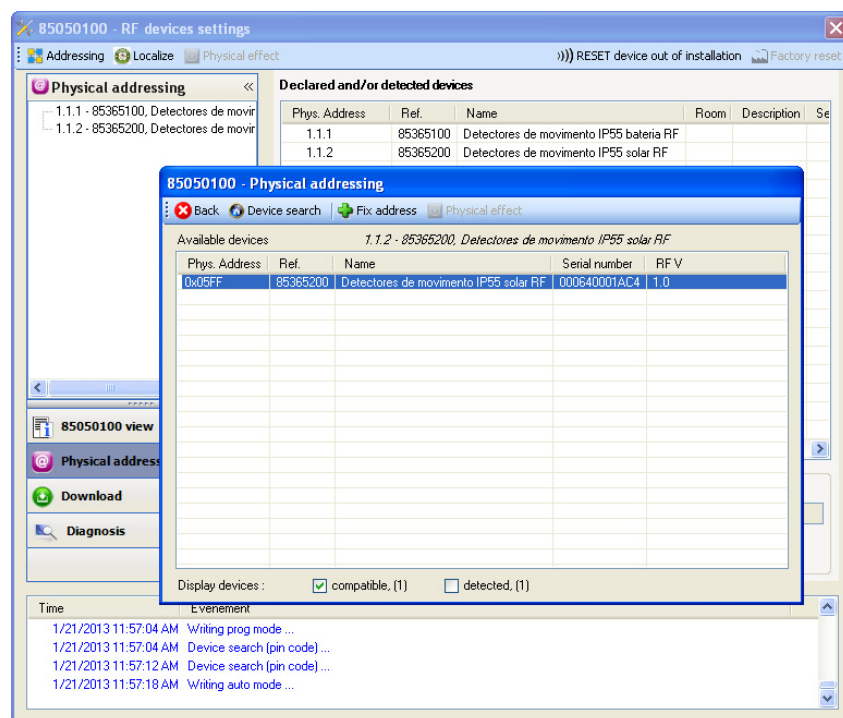 85050100 - RF devices settings
Addressing Localize Physical effect ))) RESET device out of installation Factory reset
Physical addressing «
1.1.1 - 85365100, Detectores de movir
1.1.2 - 85365200, Detectores de movir
Declared and/or detected devices
Phys. Address Ref. Name Room Description Se
1.1.1 85365100 Detectores de movimento IP55 bateria RF
1.1.2 85365200 Detectores de movimento IP55 solar RF
85050100 - Physical addressing
Back Device search Fix address Physical effect
Available devices 1.1.2 - 85365200, Detectores de movimento IP55 solar RF
Phys. Address Ref. Name Serial number RF V
0x05FF 85365200 Detectores de movimento IP55 solar RF 000640001AC4 1.0
Display devices : compatible, (1) detected, (1)
85050100 view
Physical address
Download
Diagnosis
Time Evenement
1/21/2013 11:57:04 AM Writing prog mode ...
1/21/2013 11:57:04 AM Device search (pin code) ...
1/21/2013 11:57:12 AM Device search (pin code) ...
1/21/2013 11:57:18 AM Writing auto mode ...